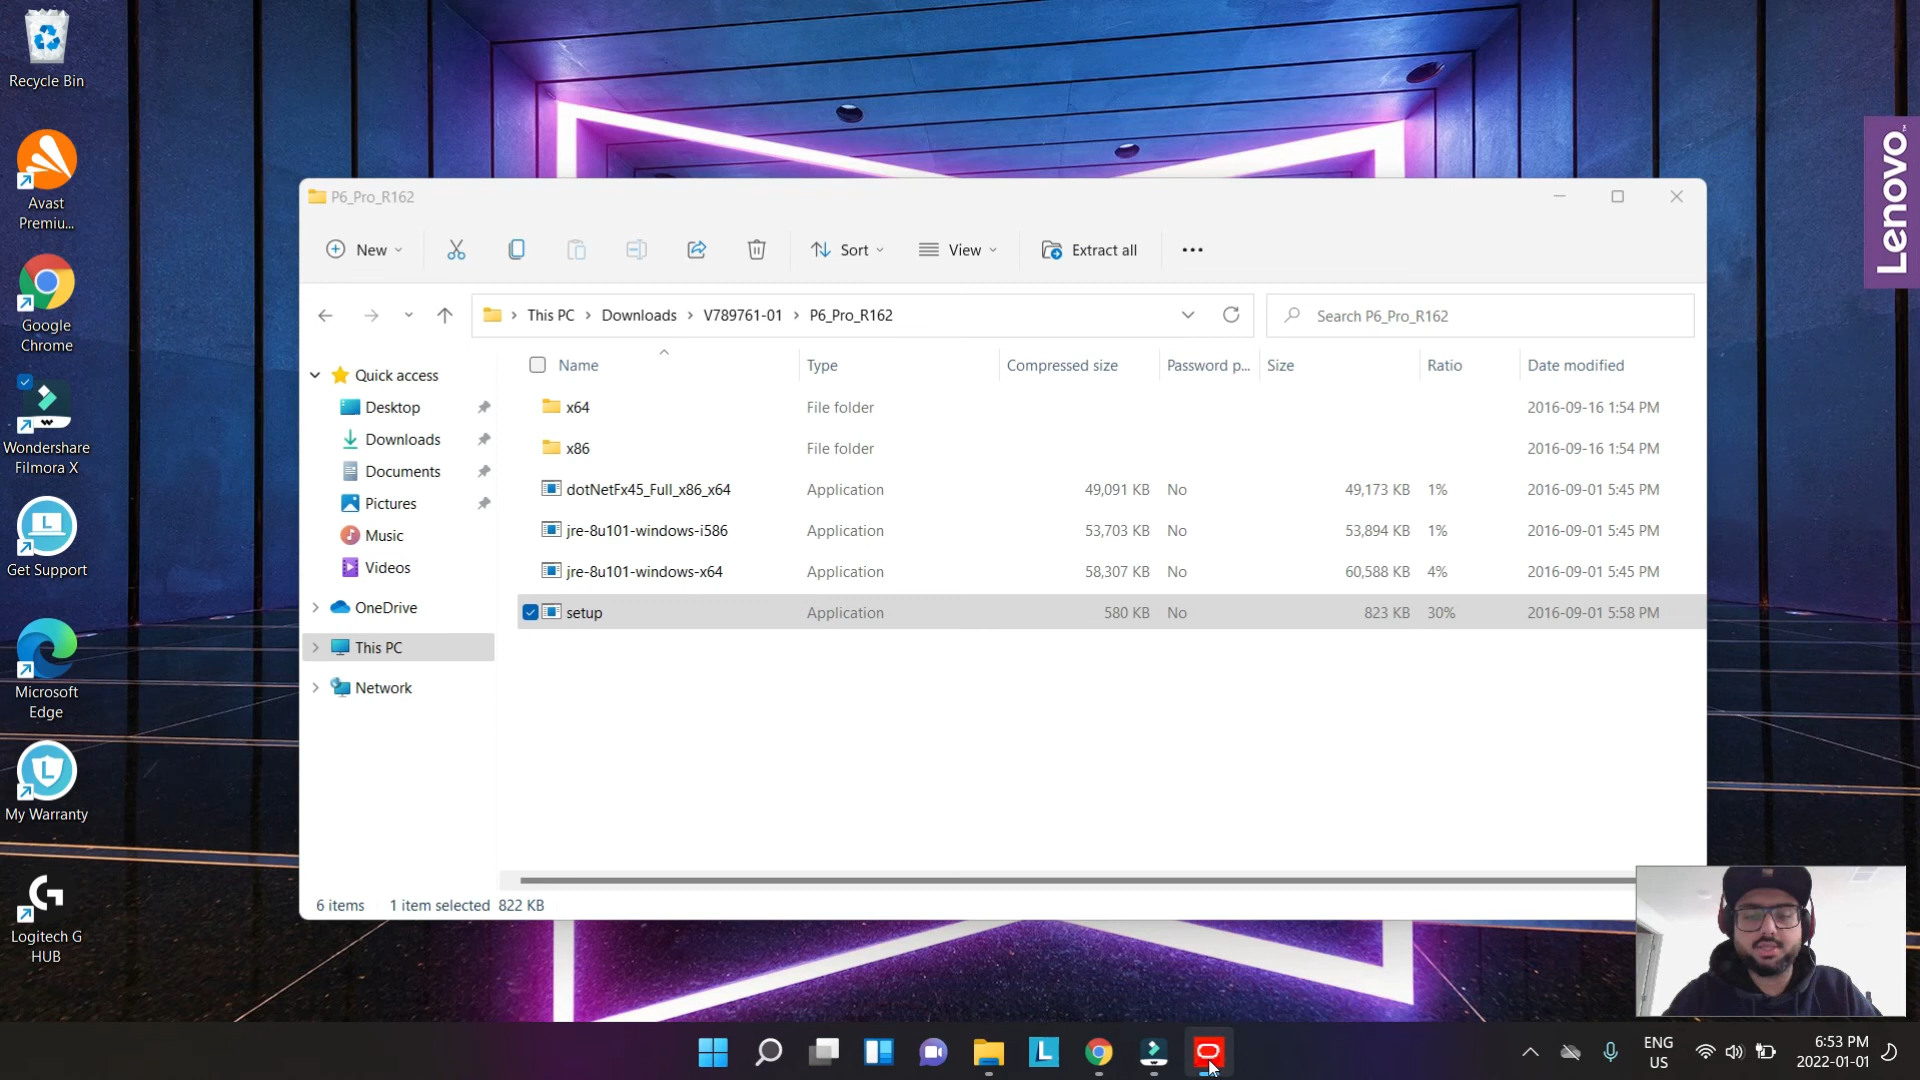 Recycle Bin
Avast
Premiu...
Google
Chrome
Wondershare
Filmora X
Get Support
Microsoft
Edge
My Warranty
Logitech G
HUB
Lenovo
P6_Pro_R162
New
Sort
View
Extract all
This PC > Downloads > V789761-01 > P6_Pro_R162
Search P6_Pro_R162
Quick access
Desktop
Downloads
Documents
Pictures
Music
Videos
OneDrive
This PC
Network
Name Type Compressed size Password p... Size Ratio Date modified
x64 File folder 2016-09-16 1:54 PM
x86 File folder 2016-09-16 1:54 PM
dotNetFx45_Full_x86_x64 Application 49,091 KB No 49,173 KB 1% 2016-09-01 5:45 PM
jre-8u101-windows-i586 Application 53,703 KB No 53,894 KB 1% 2016-09-01 5:45 PM
jre-8u101-windows-x64 Application 58,307 KB No 60,588 KB 4% 2016-09-01 5:45 PM
setup Application 580 KB No 823 KB 30% 2016-09-01 5:58 PM
6 items 1 item selected 822 KB
ENG
US
6:53 PM
2022-01-01